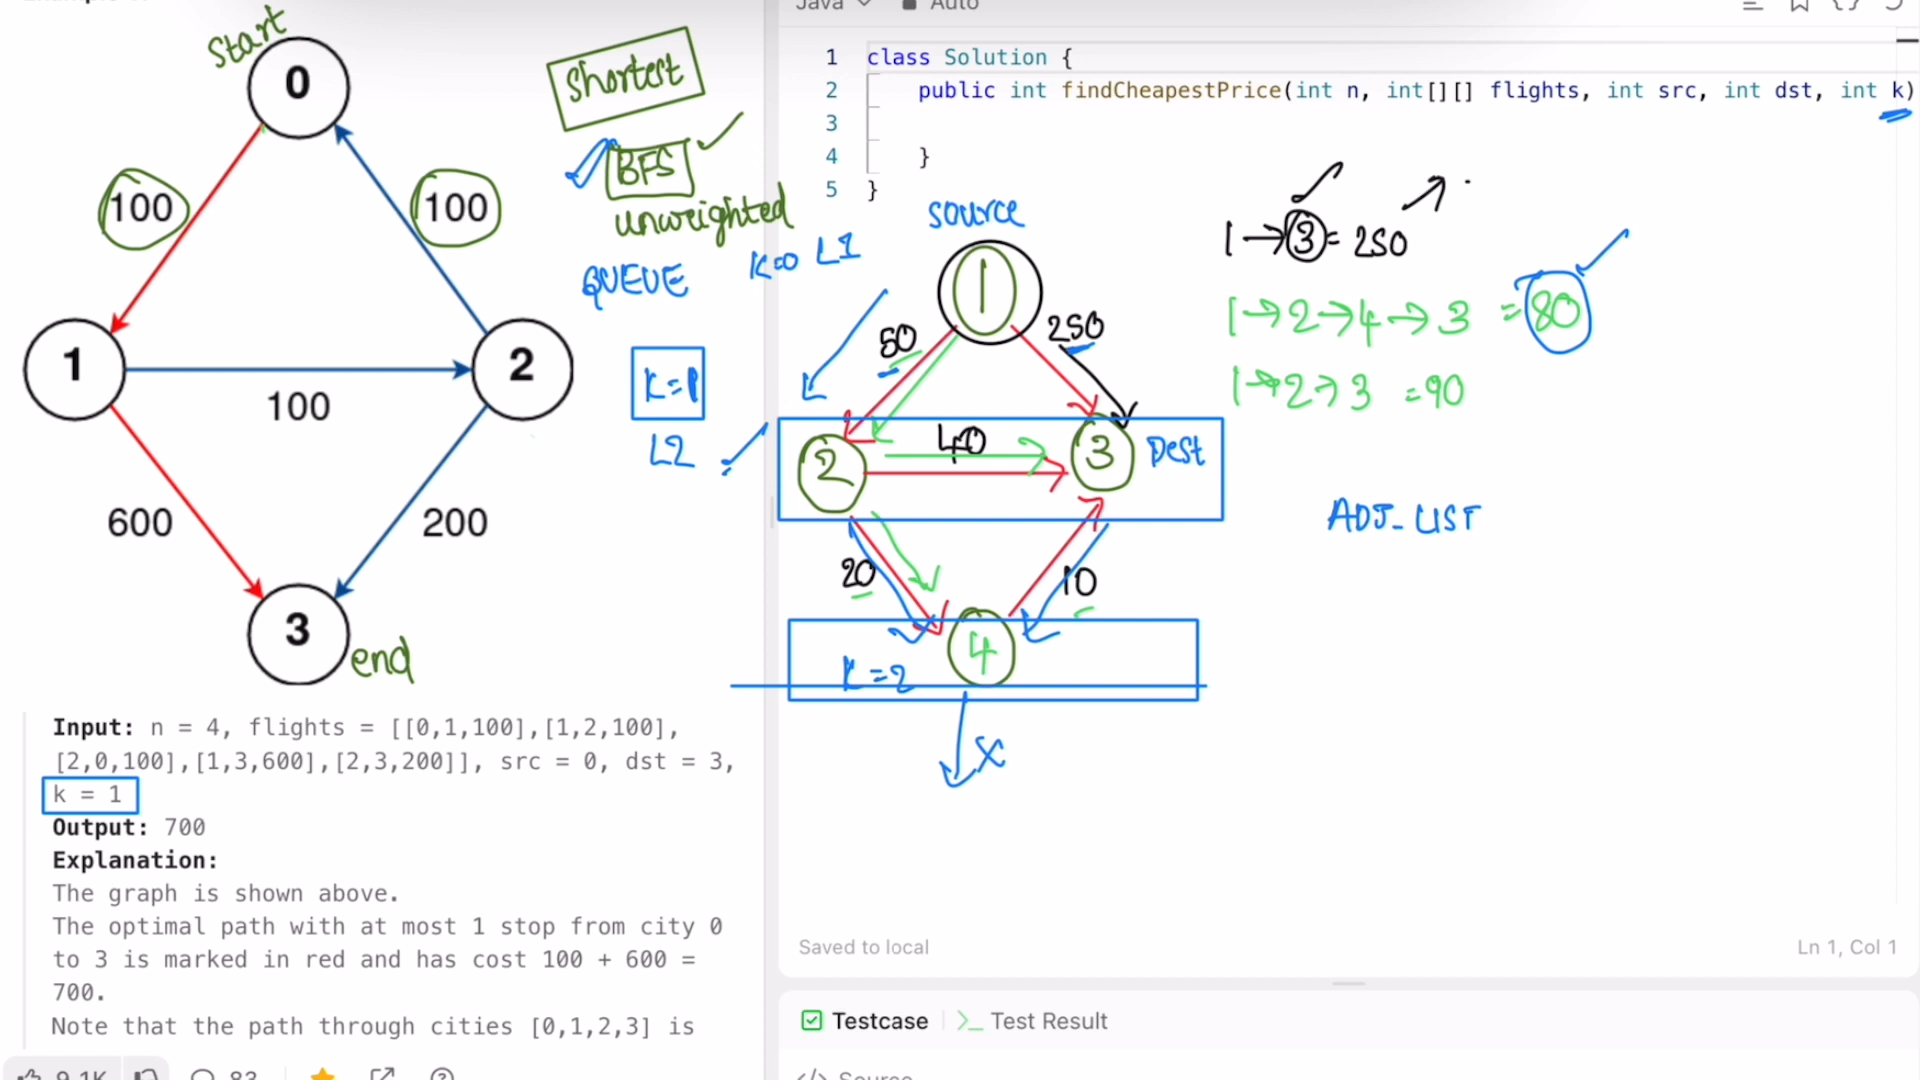 start
0
100
100
1
2
100
600
200
3
end
shortest
BFS
unweighted
QUEUE
K=0 L1
K=1
L2
Input: n = 4, flights = [[0,1,100],[1,2,100],
[2,0,100],[1,3,600],[2,3,200]], src = 0, dst = 3,
k = 1
Output: 700
Explanation:
The graph is shown above.
The optimal path with at most 1 stop from city 0
to 3 is marked in red and has cost 100 + 600 =
700.
Note that the path through cities [0,1,2,3] is
9.1K
83
Java
Auto
1 class Solution {
2 public int findCheapestPrice(int n, int[][] flights, int src, int dst, int k)
3
4 }
5 }
source
1
50
250
2
40
3
Dest
20
10
4
K=2
X
1→3=250
1→2→4→3 =80
1→2→3 =90
ADJ-LIST
Saved to local
Ln 1, Col 1
Testcase
>_ Test Result
</> Source